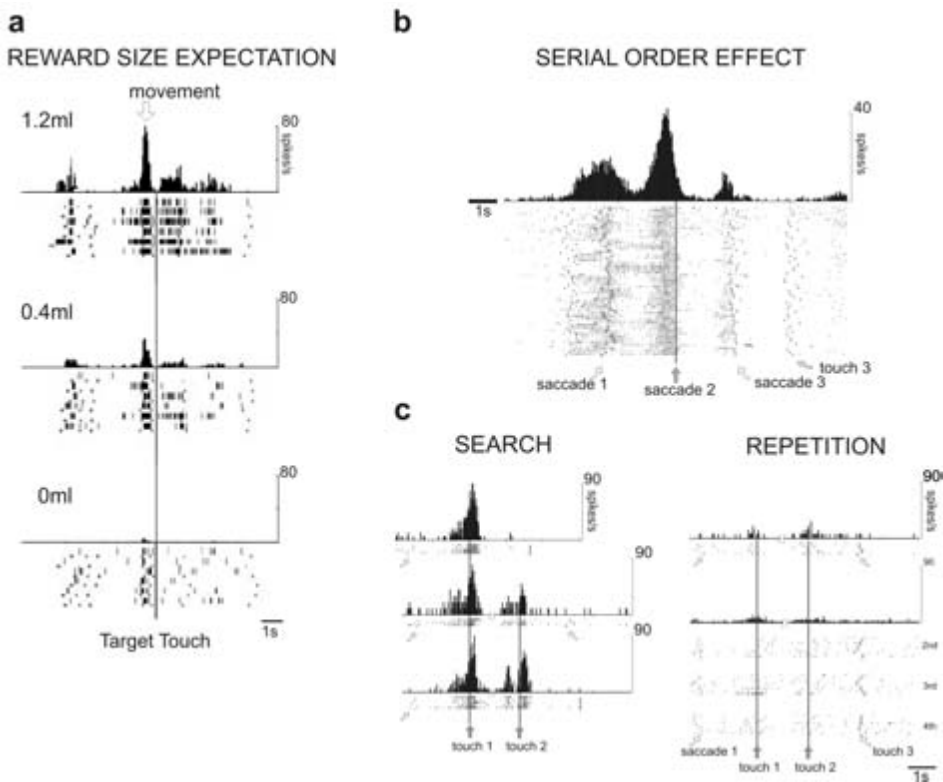 a
REWARD SIZE EXPECTATION
movement
1.2ml
80
spikes/s
0.4ml
80
0ml
80
Target Touch
1s
b
SERIAL ORDER EFFECT
40
spikes/s
1s
saccade 1
saccade 2
saccade 3
touch 3
c
SEARCH
90
spikes/s
90
90
touch 1
touch 2
REPETITION
90
spikes/s
90
2nd
3rd
4th
saccade 1
touch 1
touch 2
touch 3
1s